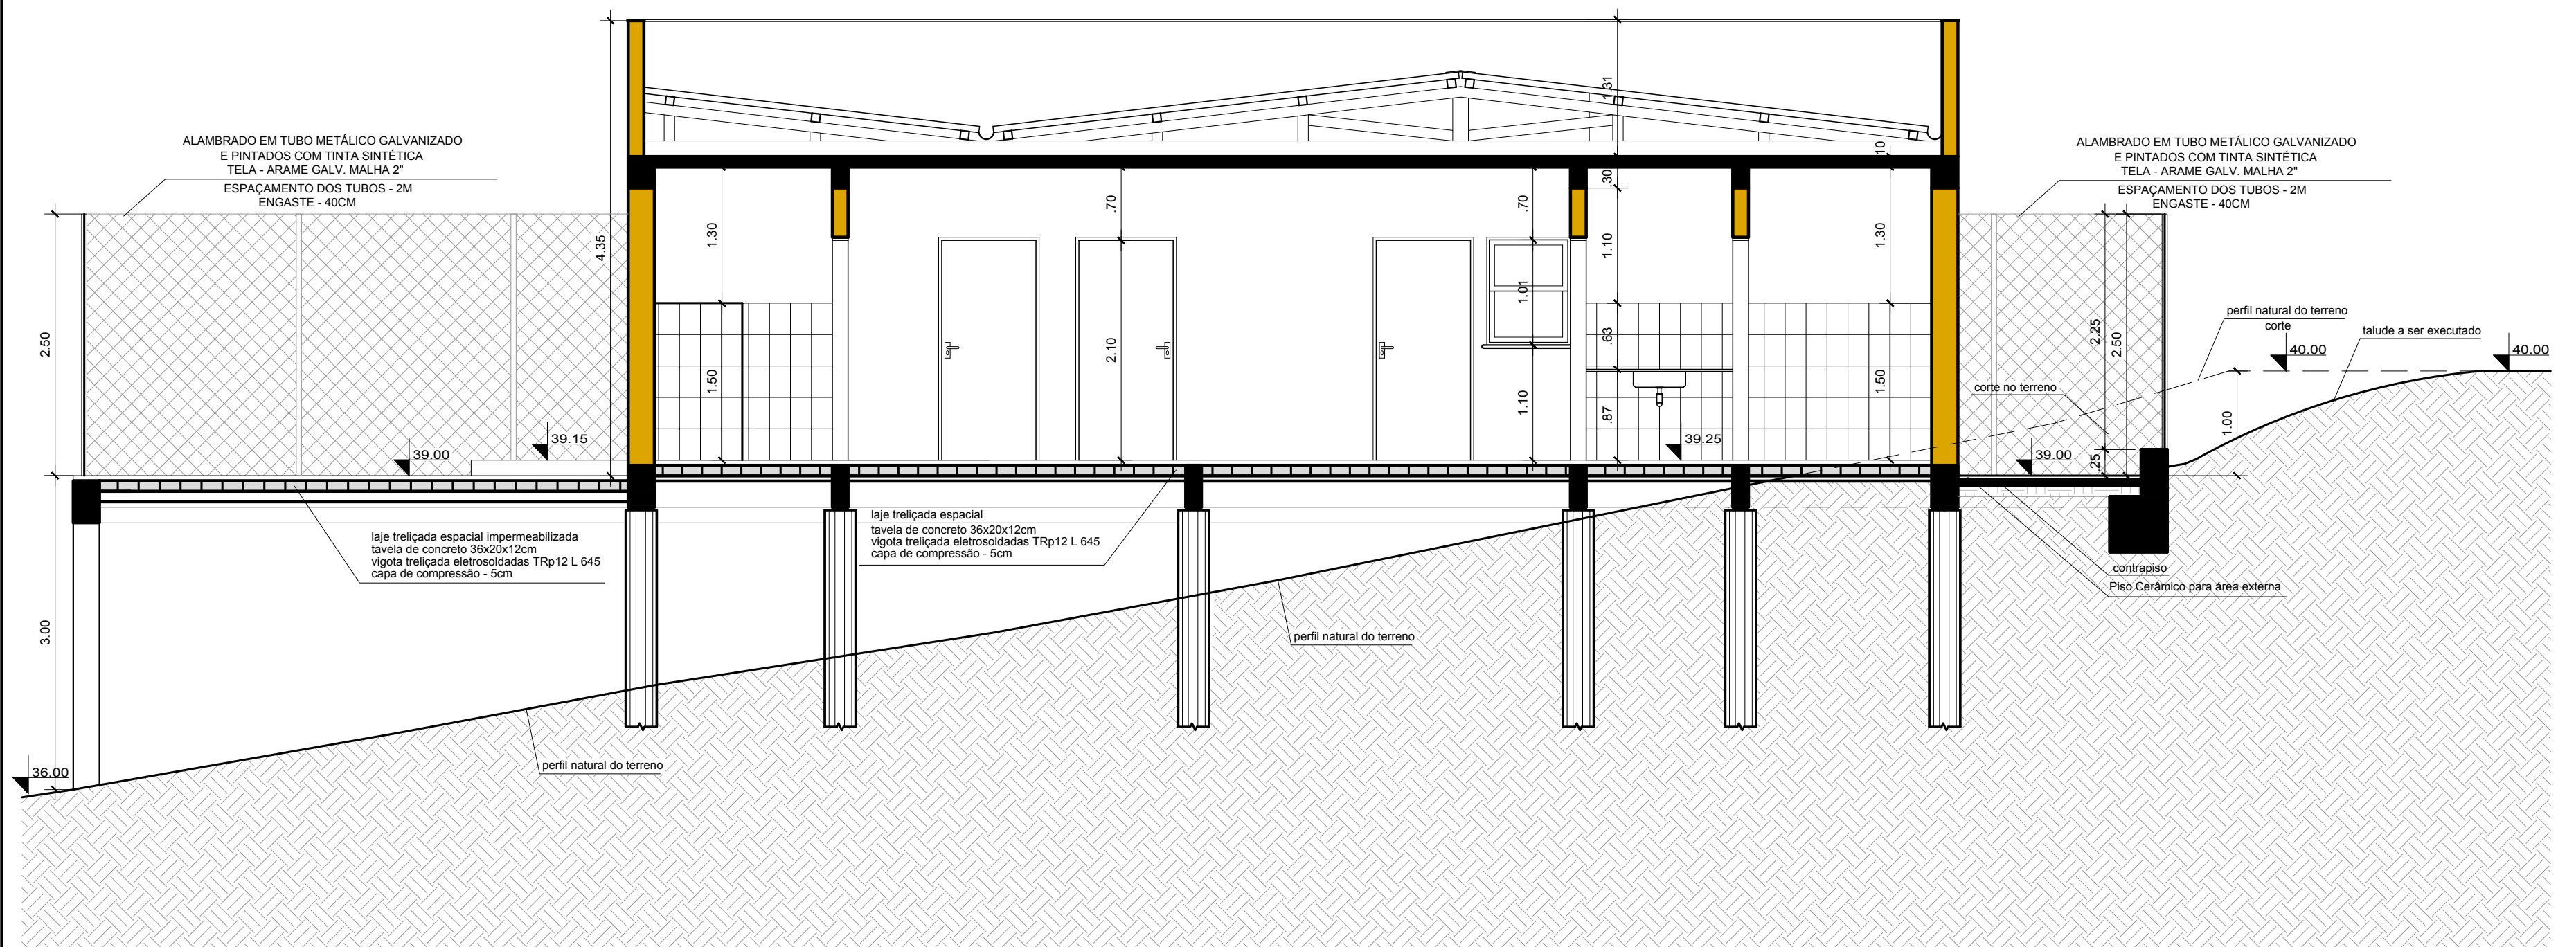 ALAMBRADO EM TUBO METÁLICO GALVANIZADO
E PINTADOS COM TINTA SINTÉTICA
TELA - ARAME GALV. MALHA 2"
ESPAÇAMENTO DOS TUBOS - 2M
ENGASTE - 40CM
ALAMBRADO EM TUBO METÁLICO GALVANIZADO
E PINTADOS COM TINTA SINTÉTICA
TELA - ARAME GALV. MALHA 2"
ESPAÇAMENTO DOS TUBOS - 2M
ENGASTE - 40CM
2.50
3.00
4.35
1.30
1.50
.70
2.10
.70
1.01
1.10
1.31
.30
1.10
.63
.87
10
1.30
1.50
2.25
.25
2.50
1.00
39.00
39.15
39.25
39.00
40.00
40.00
36.00
perfil natural do terreno
corte
talude a ser executado
corte no terreno
laje treliçada espacial impermeabilizada
tavela de concreto 36x20x12cm
vigota treliçada eletrosoldadas TRp12 L 645
capa de compressão - 5cm
laje treliçada espacial
tavela de concreto 36x20x12cm
vigota treliçada eletrosoldadas TRp12 L 645
capa de compressão - 5cm
contrapiso
Piso Cerâmico para área externa
perfil natural do terreno
perfil natural do terreno